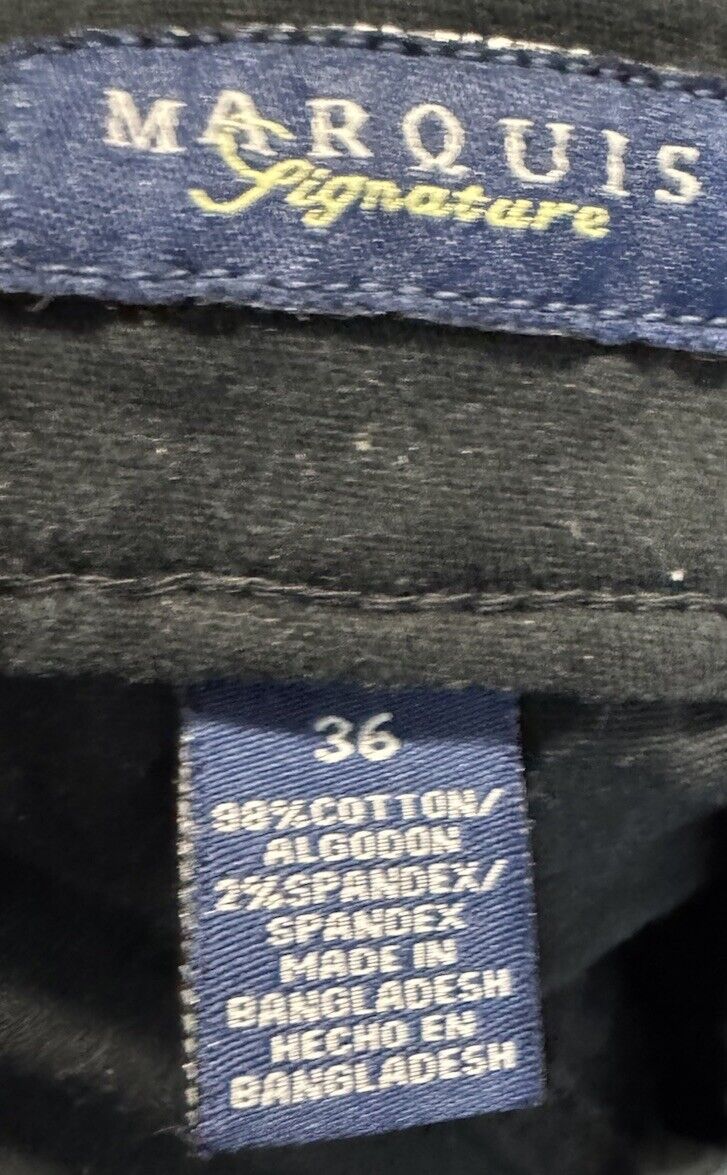 MARQUIS
Signature
36
98%COTTON/
ALGODON
2%SPANDEX/
SPANDEX
MADE IN
BANGLADESH
HECHO EN
BANGLADESH